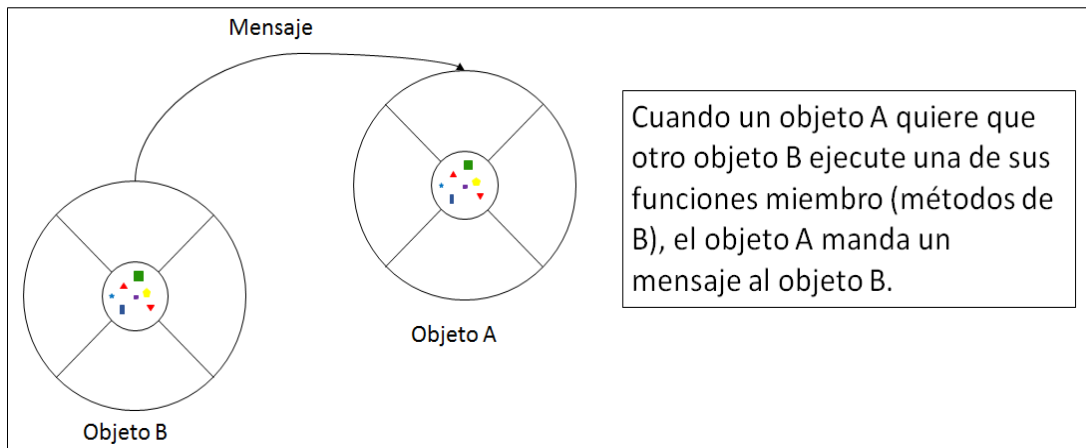 Mensaje
Cuando un objeto A quiere que
otro objeto B ejecute una de sus
funciones miembro (métodos de
B), el objeto A manda un
mensaje al objeto B.
Objeto A
Objeto B